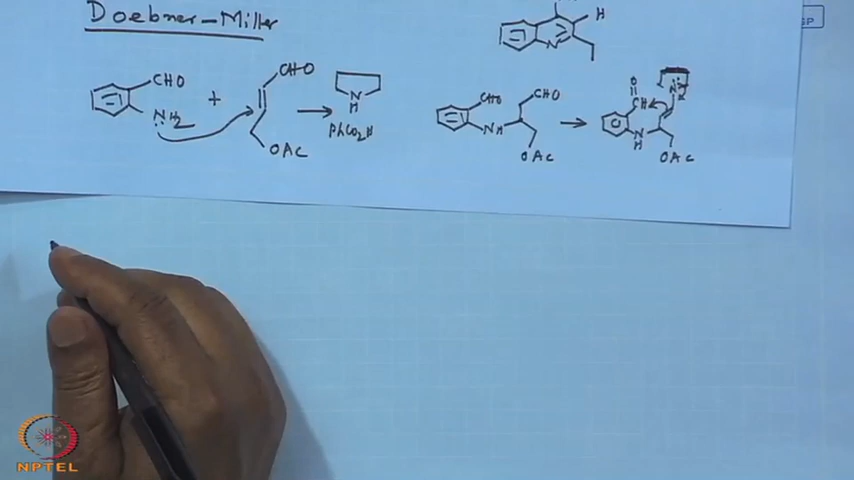 Doebner-Miller
H
N
CHO
NH2
+
CHO
OAc
N
H
PhCO2H
CHO
NH
CHO
OAc
O
CH
N
N
H
OAc
NPTEL